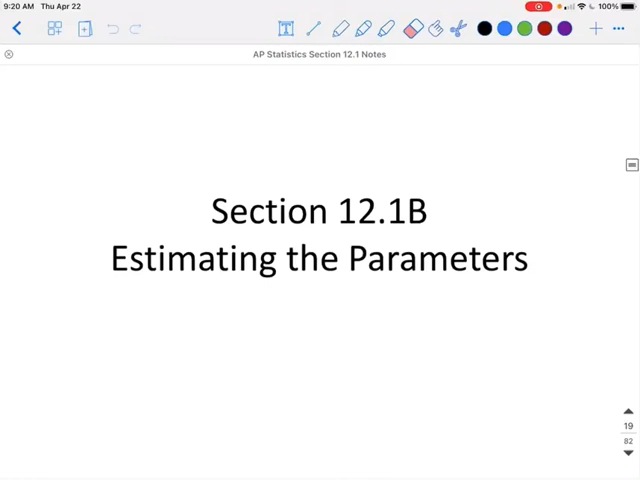 9:20 AM Thu Apr 22
100%
AP Statistics Section 12.1 Notes
Section 12.1B
Estimating the Parameters
19
82